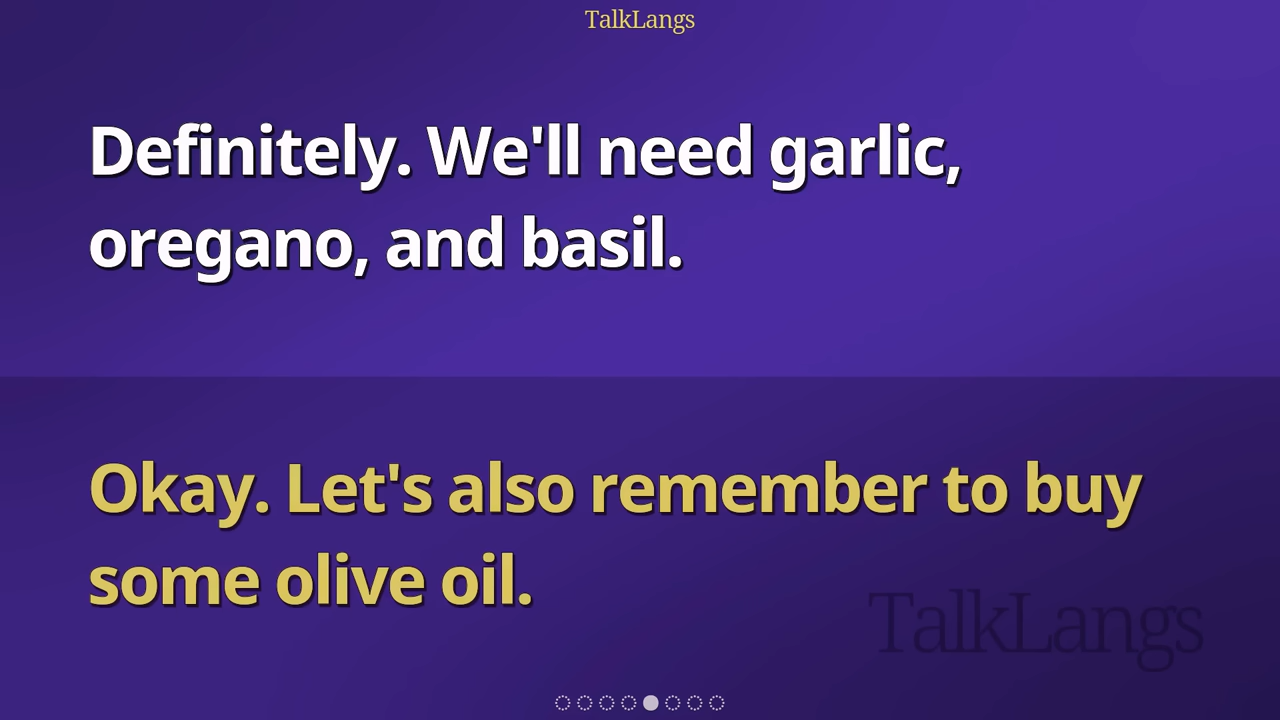 TalkLangs
Definitely. We'll need garlic,
oregano, and basil.
Okay. Let's also remember to buy
some olive oil.
TalkLangs